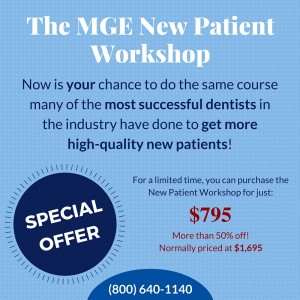 The MGE New Patient
Workshop
Now is your chance to do the same course
many of the most successful dentists in
the industry have done to get more
high-quality new patients!
SPECIAL
OFFER
For a limited time, you can purchase the
New Patient Workshop for just:
$795
More than 50% off!
Normally priced at $1,695
(800) 640-1140